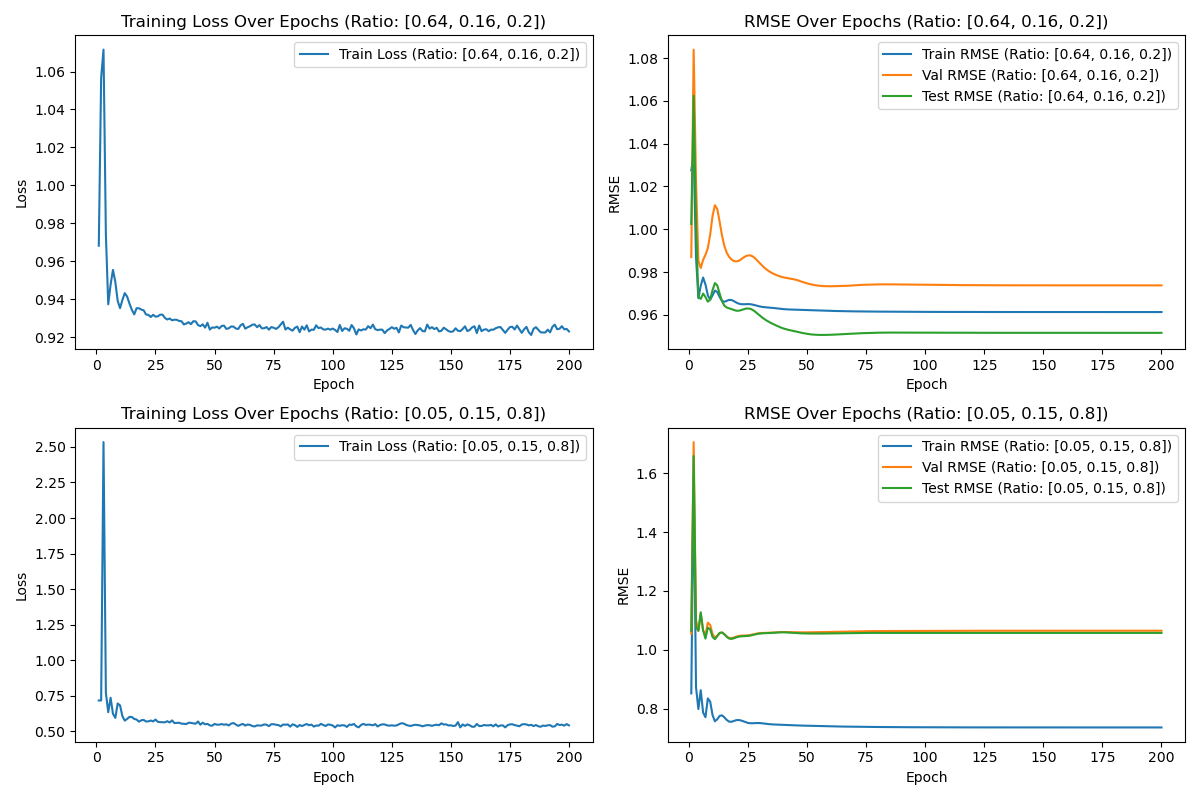 Training Loss Over Epochs (Ratio: [0.64, 0.16, 0.2])
Train Loss (Ratio: [0.64, 0.16, 0.2])
1.06
1.04
1.02
1.00
0.98
0.96
0.94
0.92
Loss
0 25 50 75 100 125 150 175 200
Epoch
RMSE Over Epochs (Ratio: [0.64, 0.16, 0.2])
Train RMSE (Ratio: [0.64, 0.16, 0.2])
Val RMSE (Ratio: [0.64, 0.16, 0.2])
Test RMSE (Ratio: [0.64, 0.16, 0.2])
1.08
1.06
1.04
1.02
1.00
0.98
0.96
RMSE
0 25 50 75 100 125 150 175 200
Epoch
Training Loss Over Epochs (Ratio: [0.05, 0.15, 0.8])
Train Loss (Ratio: [0.05, 0.15, 0.8])
2.50
2.25
2.00
1.75
1.50
1.25
1.00
0.75
0.50
Loss
0 25 50 75 100 125 150 175 200
Epoch
RMSE Over Epochs (Ratio: [0.05, 0.15, 0.8])
Train RMSE (Ratio: [0.05, 0.15, 0.8])
Val RMSE (Ratio: [0.05, 0.15, 0.8])
Test RMSE (Ratio: [0.05, 0.15, 0.8])
1.6
1.4
1.2
1.0
0.8
RMSE
0 25 50 75 100 125 150 175 200
Epoch